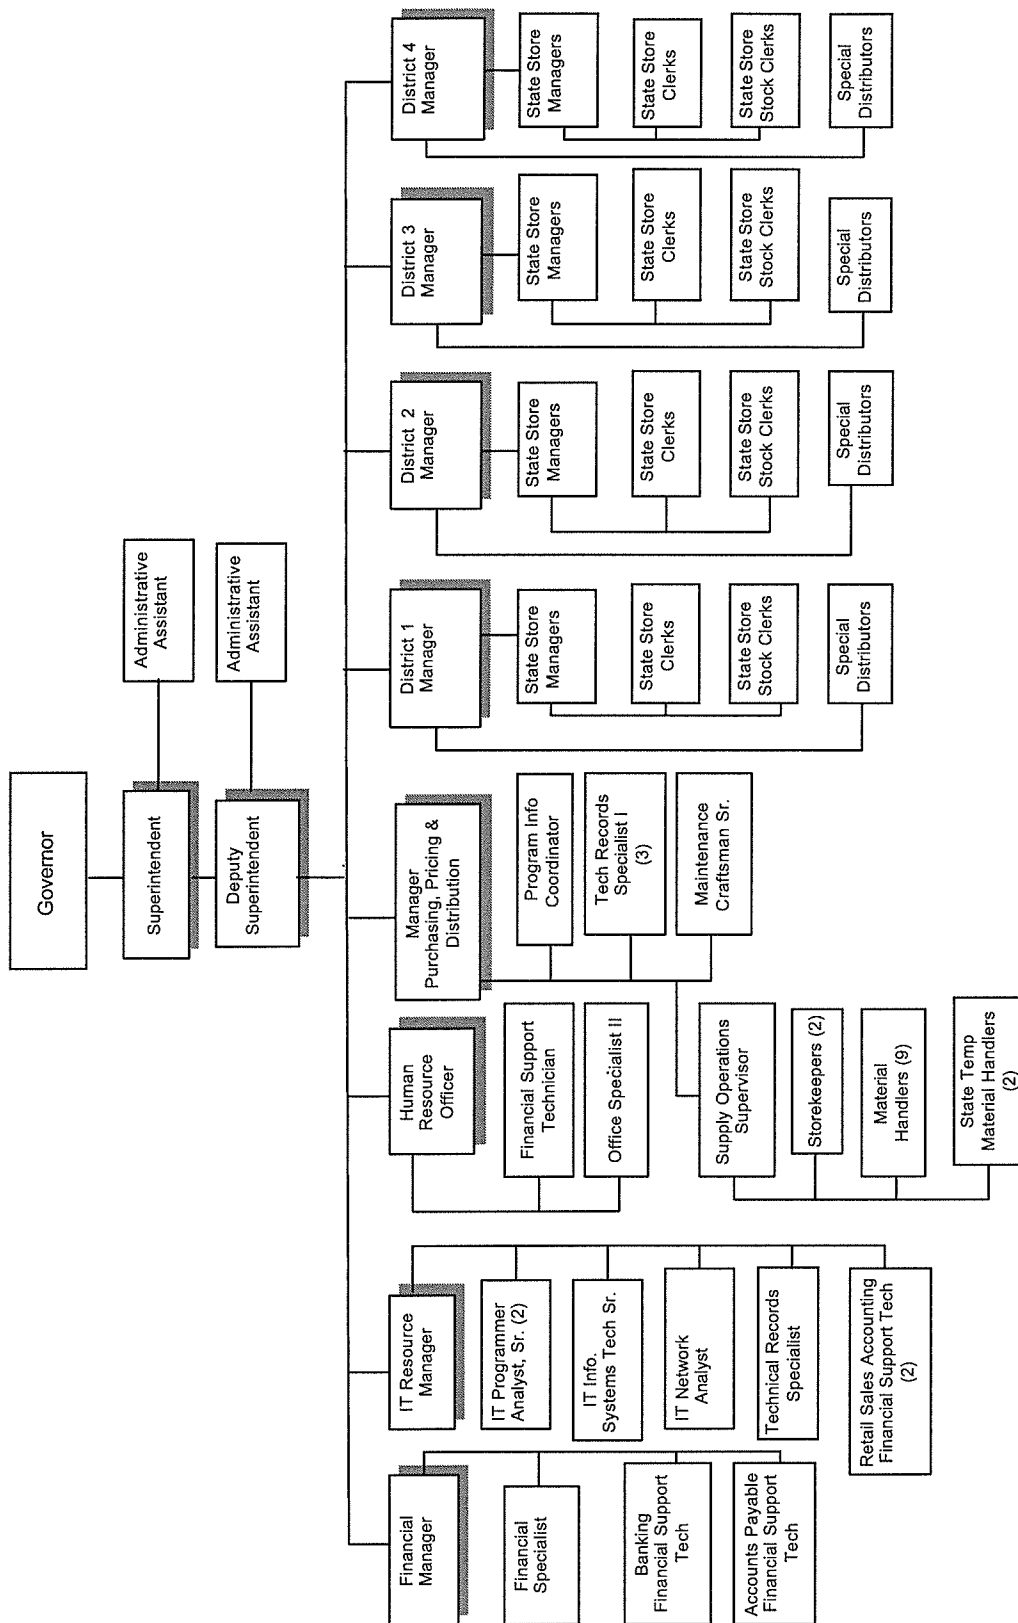 Governor
Superintendent
Administrative
Assistant
Deputy
Superintendent
Administrative
Assistant
Financial
Manager
IT Resource
Manager
Human
Resource
Officer
Manager
Purchasing, Pricing &
Distribution
District 1
Manager
District 2
Manager
District 3
Manager
District 4
Manager
Financial
Specialist
Banking
Financial Support
Tech
Accounts Payable
Financial Support
Tech
IT Programmer
Analyst, Sr. (2)
IT Info.
Systems Tech Sr.
IT Network
Analyst
Technical Records
Specialist
Retail Sales Accounting
Financial Support Tech
(2)
Financial Support
Technician
Office Specialist II
Program Info
Coordinator
Tech Records
Specialist I
(3)
Maintenance
Craftsman Sr.
Supply Operations
Supervisor
Storekeepers (2)
Material
Handlers (9)
State Temp
Material Handlers
(2)
State Store
Managers
State Store
Clerks
State Store
Stock Clerks
Special
Distributors
State Store
Managers
State Store
Clerks
State Store
Stock Clerks
Special
Distributors
State Store
Managers
State Store
Clerks
State Store
Stock Clerks
Special
Distributors
State Store
Managers
State Store
Clerks
State Store
Stock Clerks
Special
Distributors